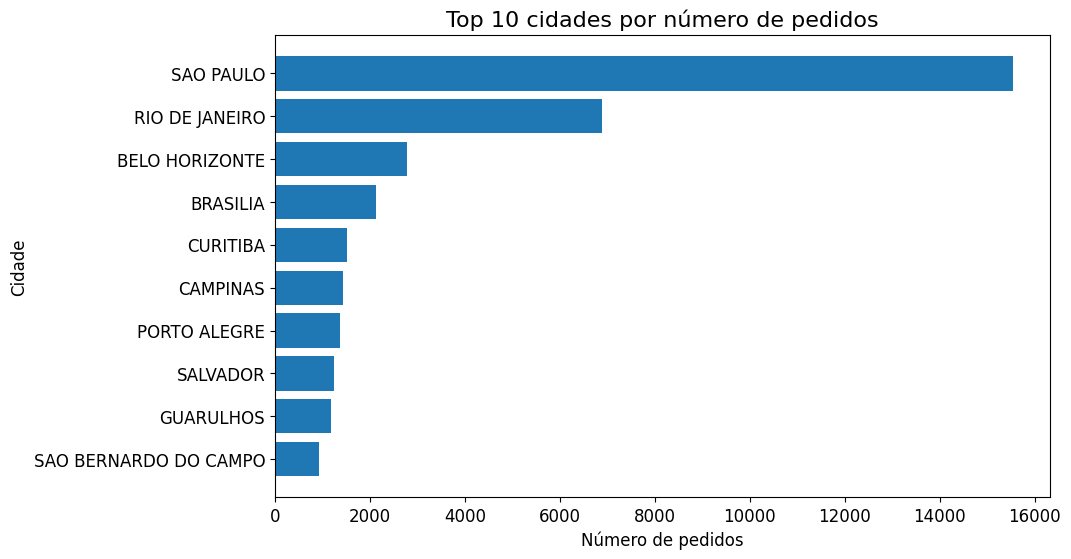 Top 10 cidades por número de pedidos
Cidade
SAO PAULO
RIO DE JANEIRO
BELO HORIZONTE
BRASILIA
CURITIBA
CAMPINAS
PORTO ALEGRE
SALVADOR
GUARULHOS
SAO BERNARDO DO CAMPO
0 2000 4000 6000 8000 10000 12000 14000 16000
Número de pedidos